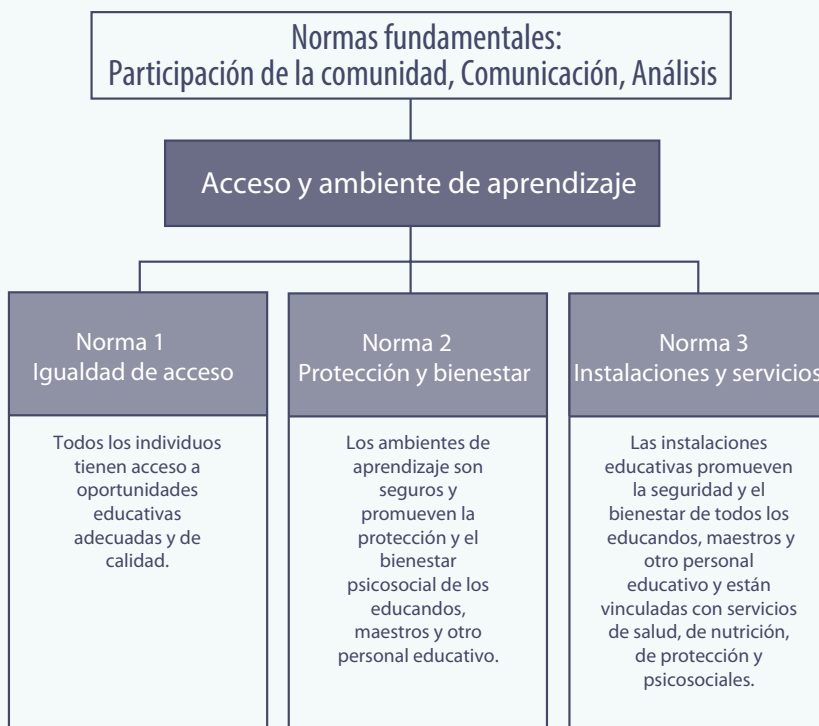 Normas fundamentales:
Participación de la comunidad, Comunicación, Análisis
Acceso y ambiente de aprendizaje
Norma 1
Igualdad de acceso
Todos los individuos
tienen acceso a
oportunidades
educativas
adecuadas y de
calidad.
Norma 2
Protección y bienestar
Los ambientes de
aprendizaje son
seguros y
promueven la
protección y el
bienestar
psicosocial de los
educandos,
maestros y otro
personal educativo.
Norma 3
Instalaciones y servicios
Las instalaciones
educativas promueven
la seguridad y el
bienestar de todos los
educandos, maestros y
otro personal
educativo y están
vinculadas con servicios
de salud, de nutrición,
de protección y
psicosociales.